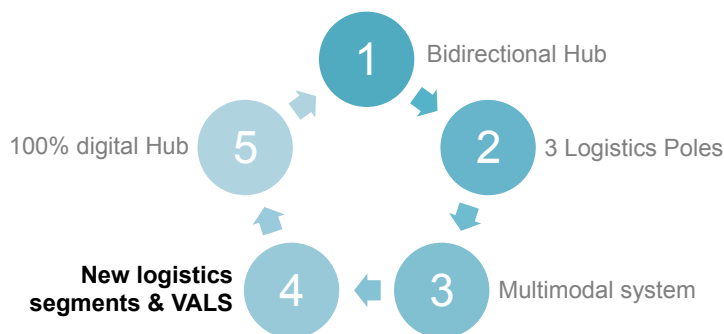 1
Bidirectional Hub
2
3 Logistics Poles
3
Multimodal system
4
New logistics
segments & VALS
5
100% digital Hub